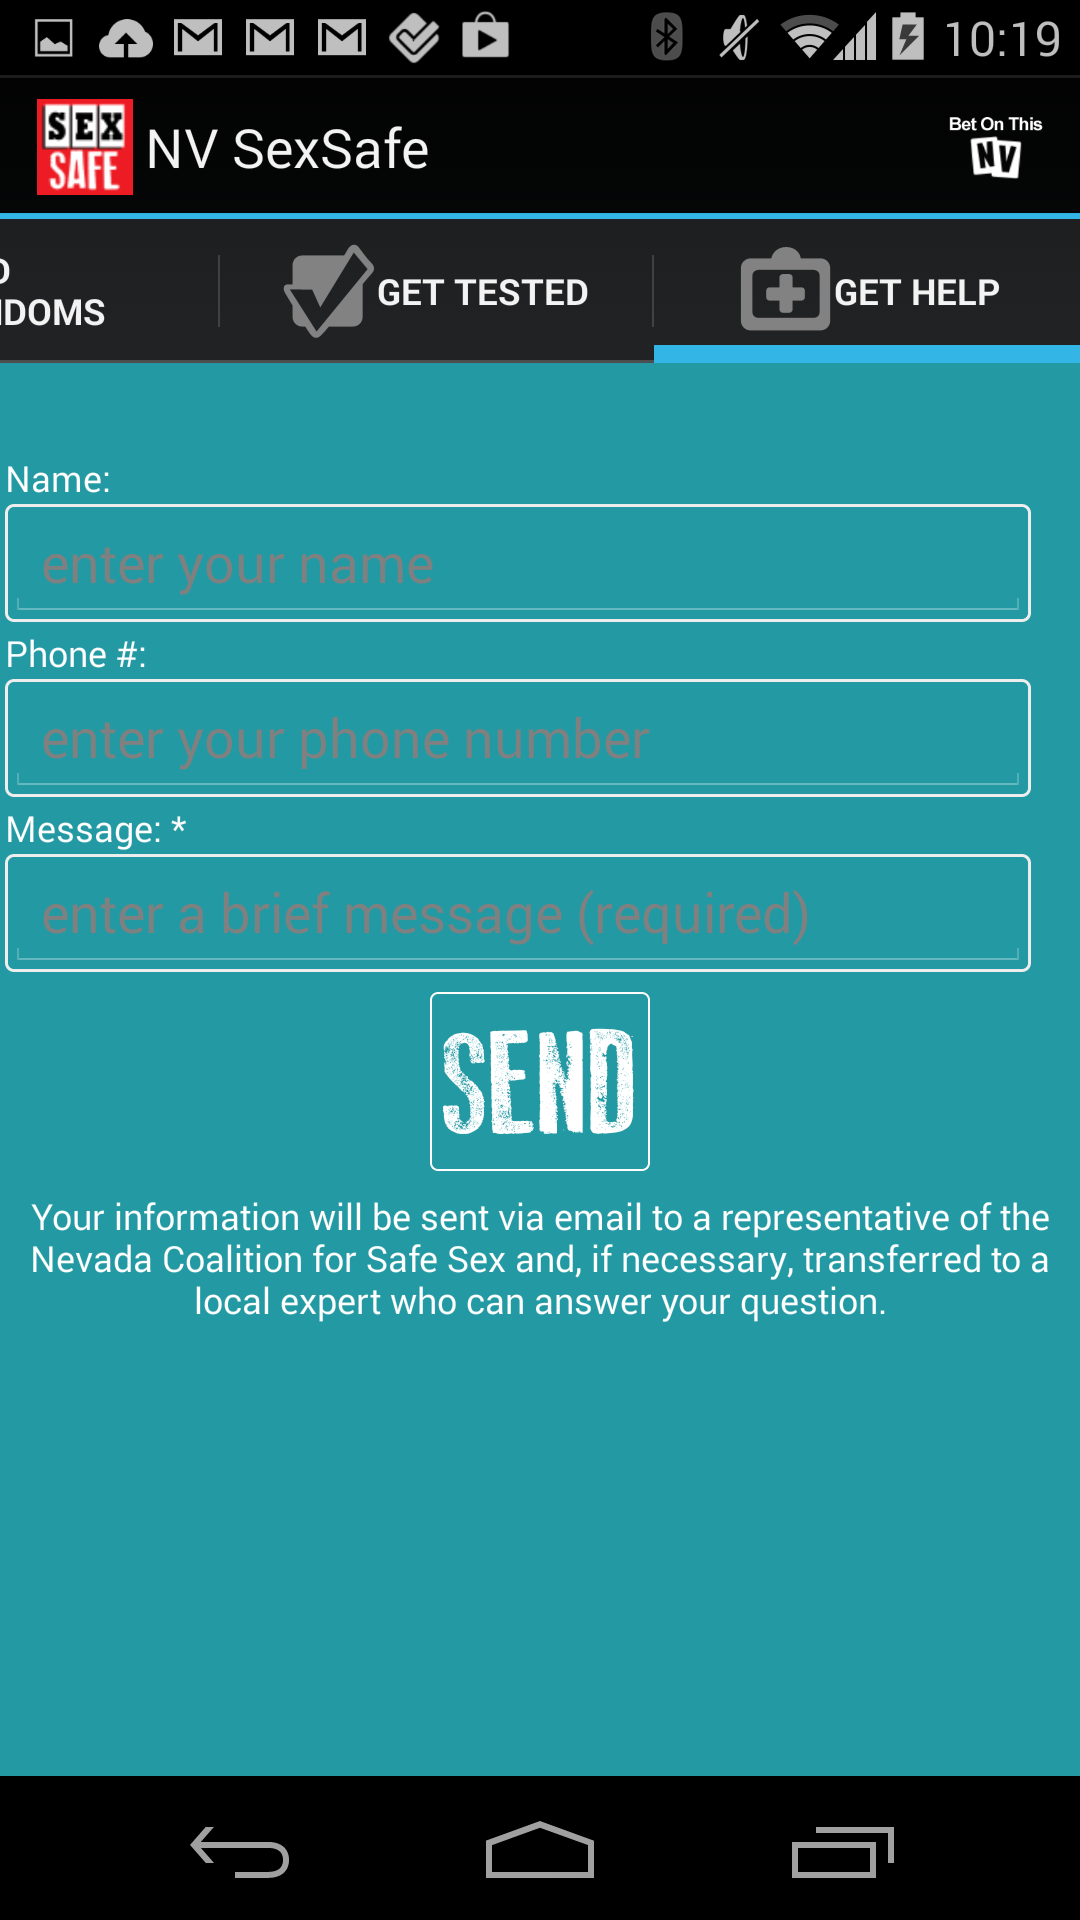 10:19
SEX
SAFE
NV SexSafe
Bet On This
NV
GET TESTED
GET HELP
Name:
enter your name
Phone #:
enter your phone number
Message: *
enter a brief message (required)
SEND
Your information will be sent via email to a representative of the
Nevada Coalition for Safe Sex and, if necessary, transferred to a
local expert who can answer your question.